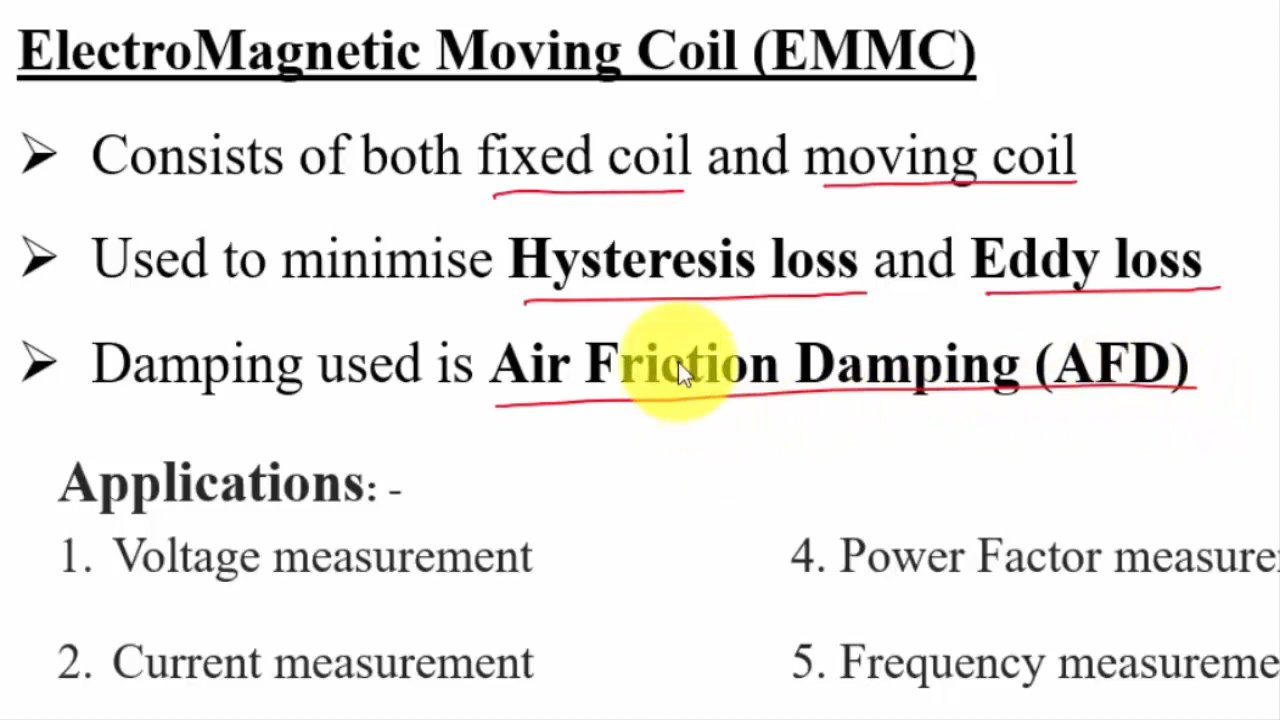 ElectroMagnetic Moving Coil (EMMC)
➢ Consists of both fixed coil and moving coil
➢ Used to minimise Hysteresis loss and Eddy loss
➢ Damping used is Air Friction Damping (AFD)
Applications: -
1. Voltage measurement
4. Power Factor measure
2. Current measurement
5. Frequency measureme